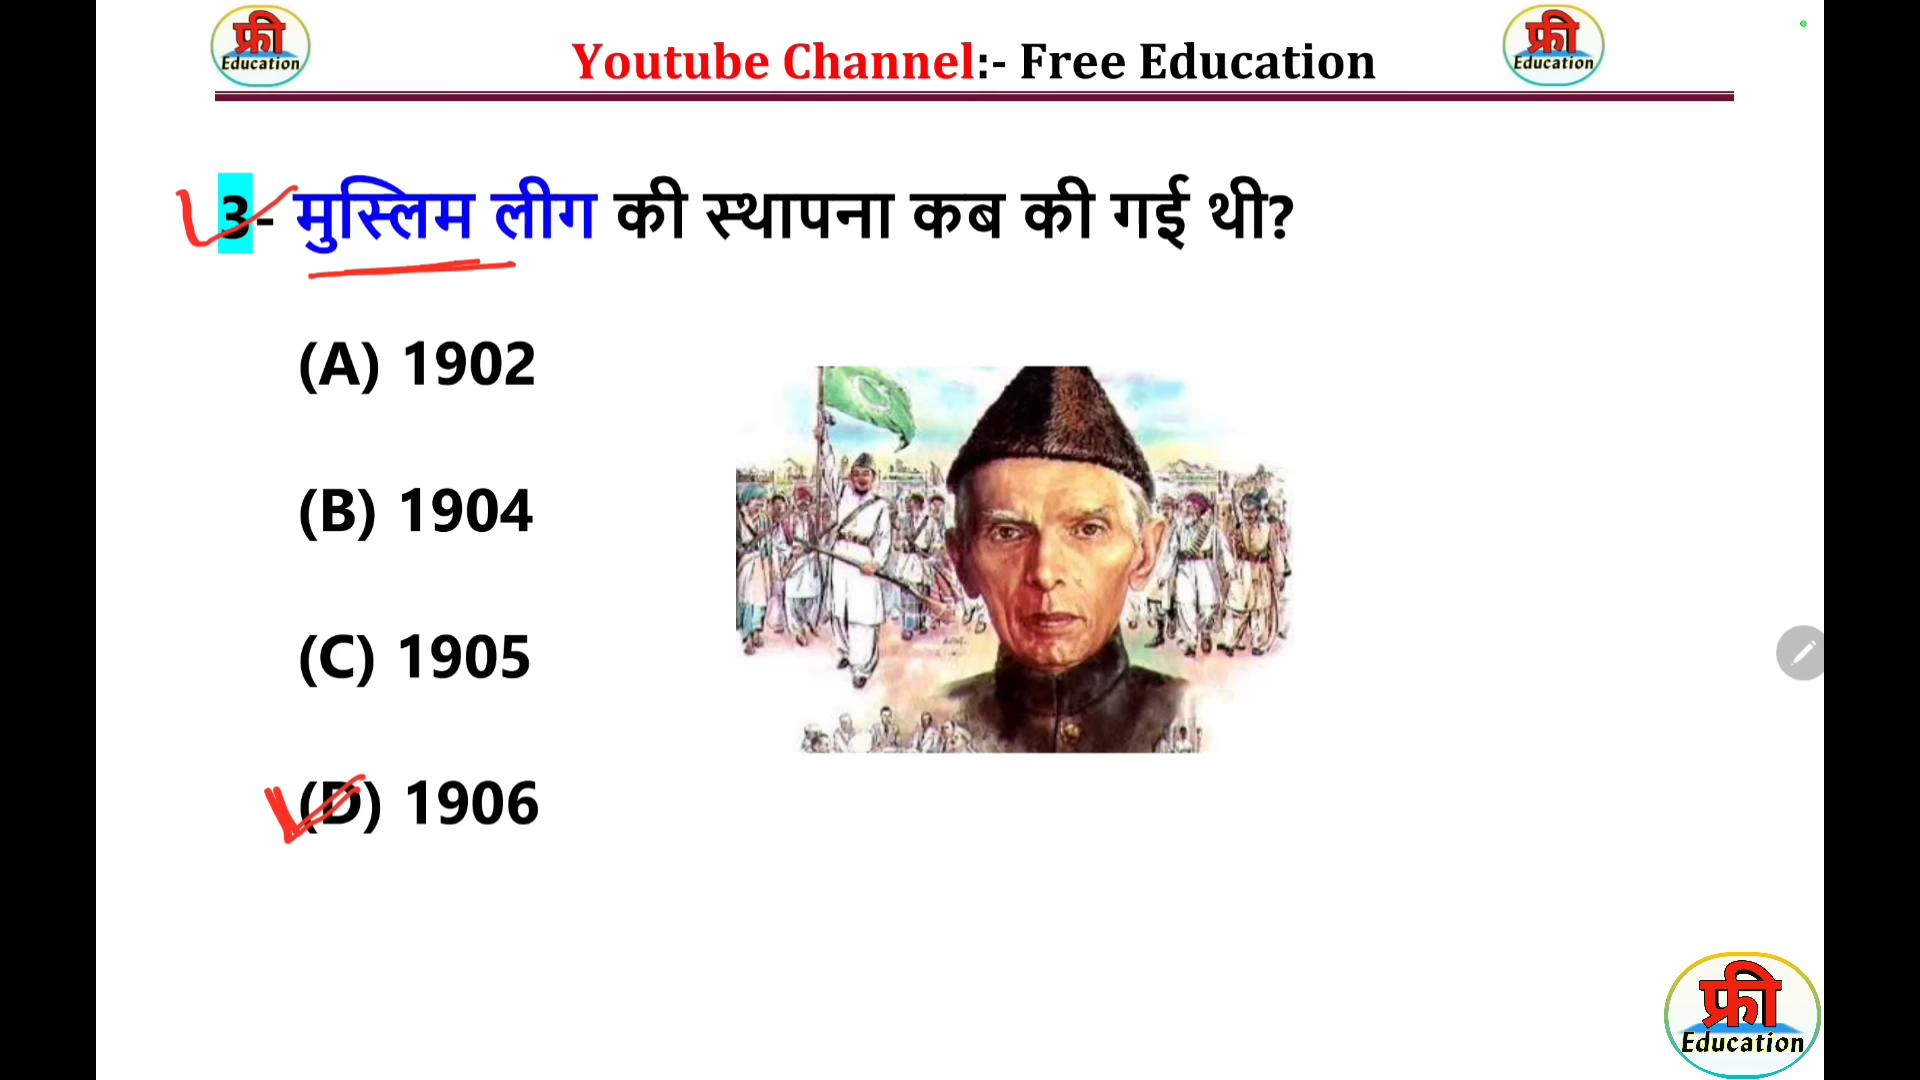 फ्री
Education
Youtube Channel:- Free Education
फ्री
Education
3- मुस्लिम लीग की स्थापना कब की गई थी?
(A) 1902
(B) 1904
(C) 1905
(D) 1906
फ्री
Education